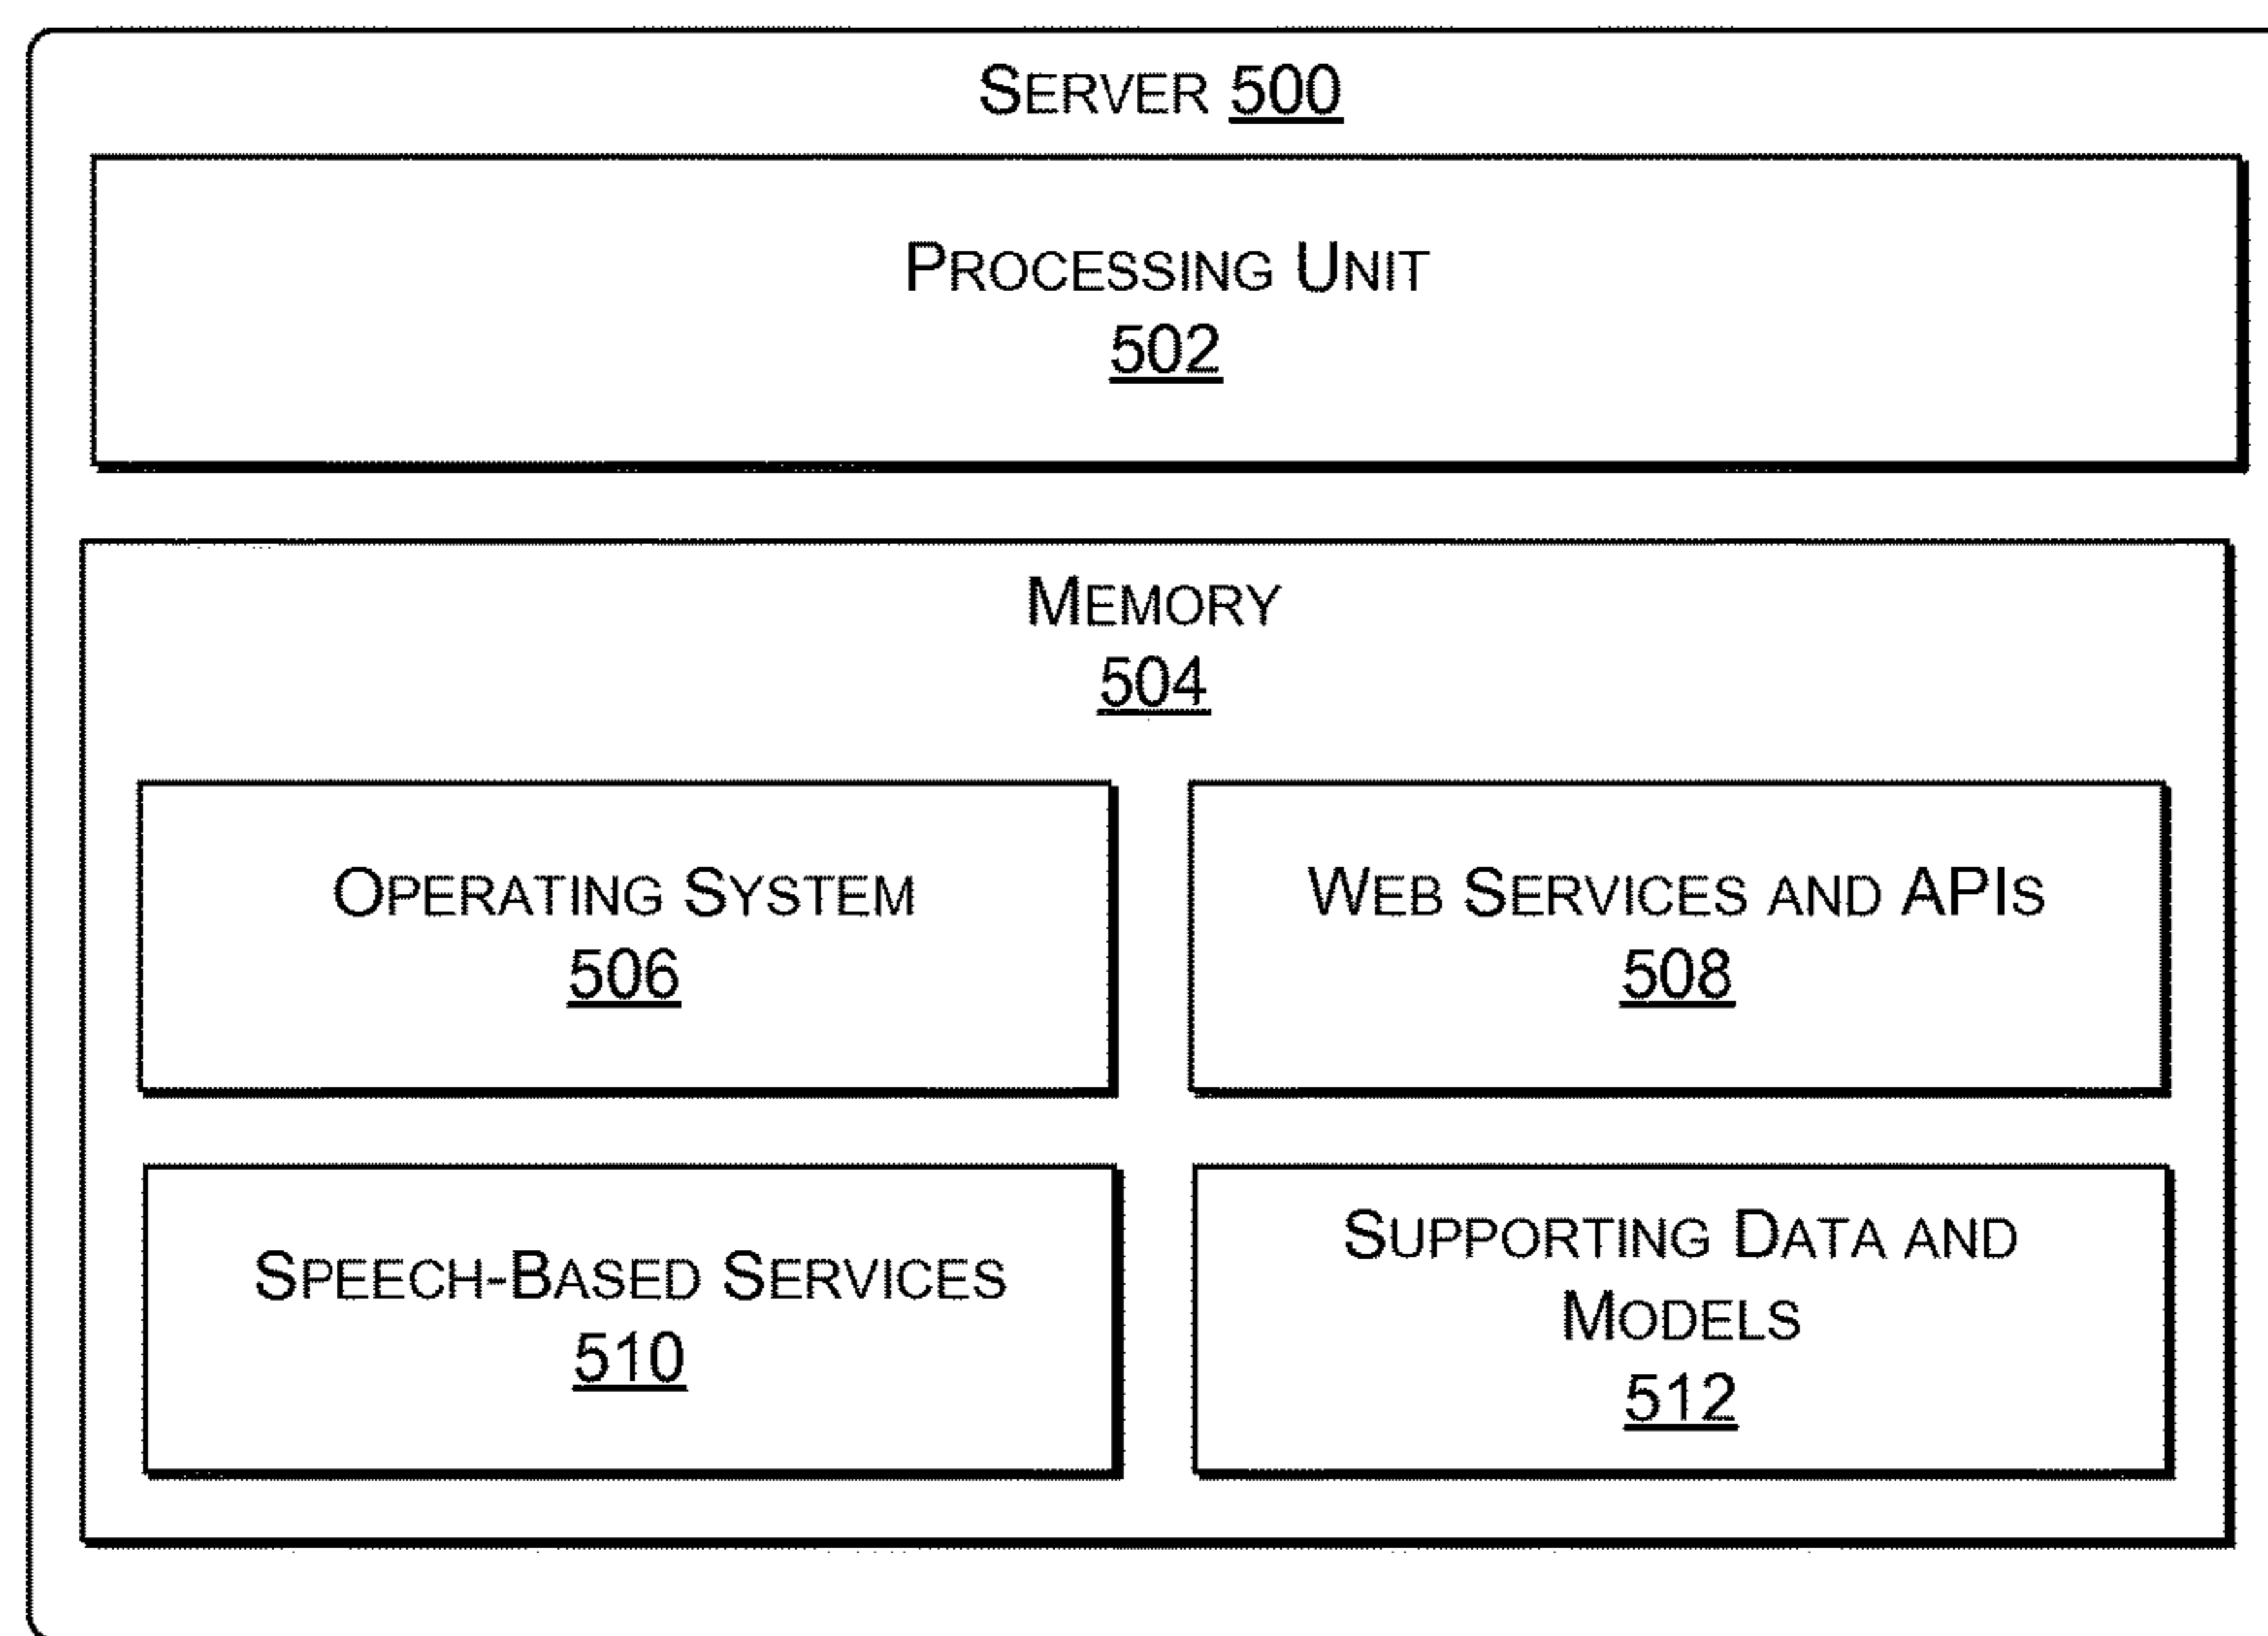 SERVER 500
PROCESSING UNIT
502
MEMORY
504
OPERATING SYSTEM
506
WEB SERVICES AND APIS
508
SPEECH-BASED SERVICES
510
SUPPORTING DATA AND
MODELS
512